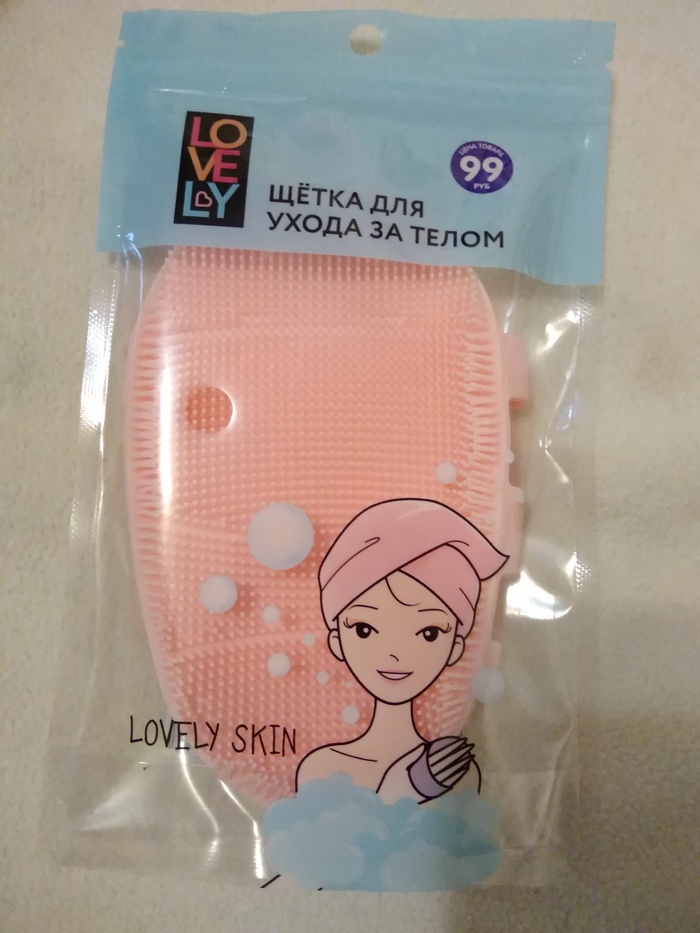 LO
VE
LY
ЦЕНА ТОВАРА
99
РУБ
ЩЁТКА ДЛЯ
УХОДА ЗА ТЕЛОМ
LOVELY SKIN